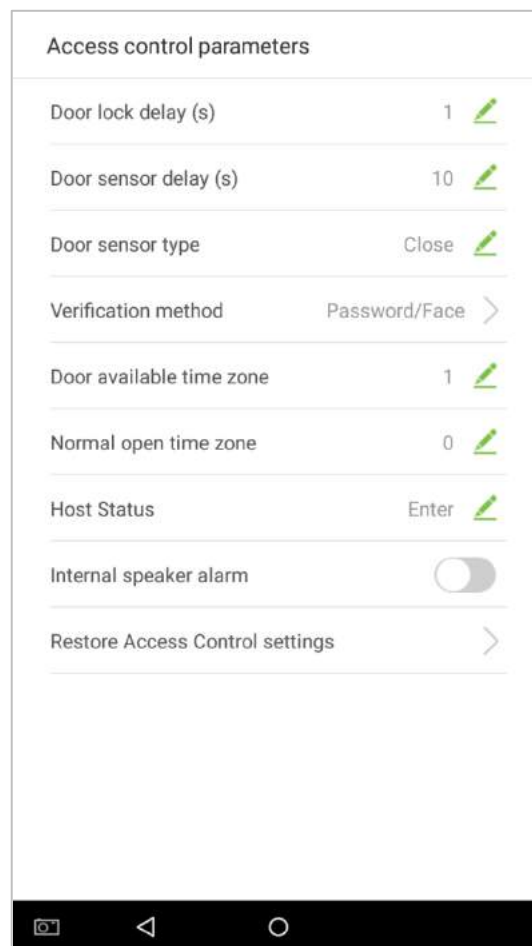 Access control parameters
Door lock delay (s) 1
Door sensor delay (s) 10
Door sensor type Close
Verification method Password/Face
Door available time zone 1
Normal open time zone 0
Host Status Enter
Internal speaker alarm
Restore Access Control settings